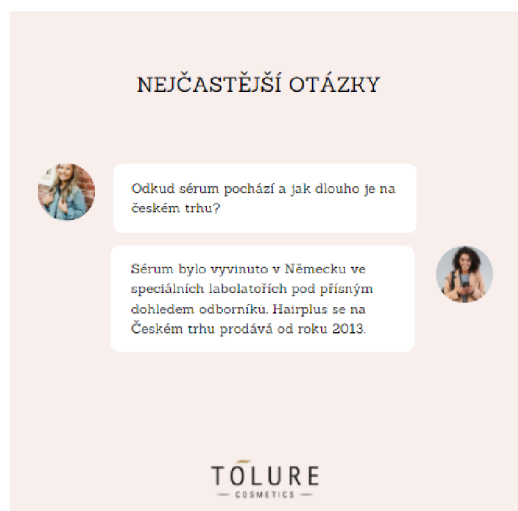 NEJČASTĚJŠÍ OTÁZKY
Odkud sérum pochází a jak dlouho je na
českém trhu?
Sérum bylo vyvinuto v Německu ve
speciálních labolatořích pod přísným
dohledem odborníků. Hairplus se na
Českém trhu prodává od roku 2013.
TOLURE
COSMETICS